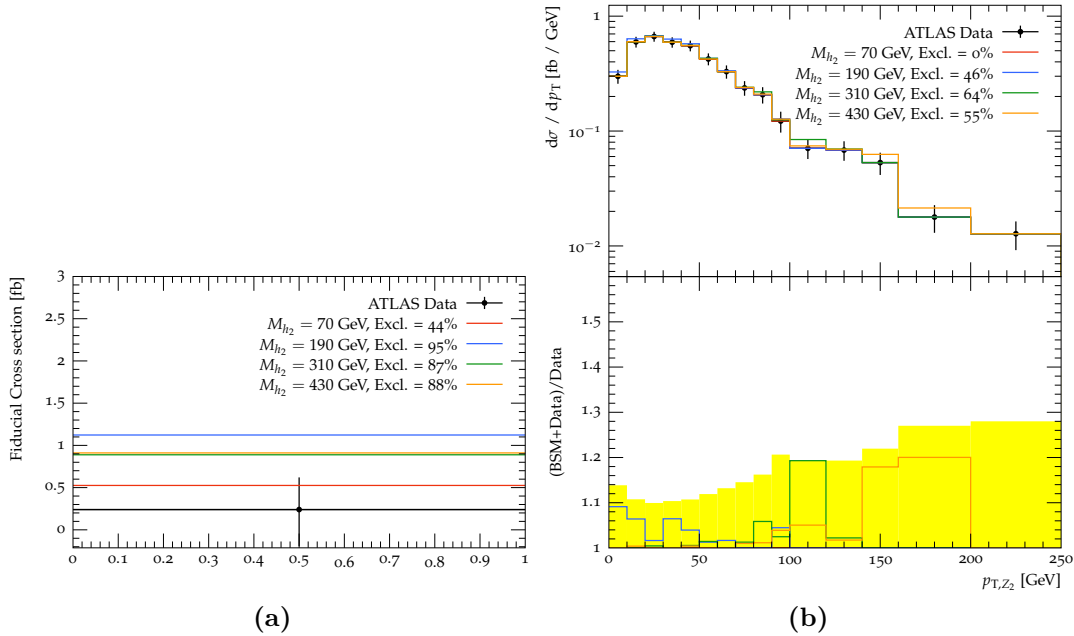 Fiducial Cross section [fb]
3
2.5
2
1.5
1
0.5
0
ATLAS Data
M_{h_2} = 70 GeV, Excl. = 44%
M_{h_2} = 190 GeV, Excl. = 95%
M_{h_2} = 310 GeV, Excl. = 87%
M_{h_2} = 430 GeV, Excl. = 88%
0 0.1 0.2 0.3 0.4 0.5 0.6 0.7 0.8 0.9 1
(a)
dσ / dp_T [fb / GeV]
1
10^{−1}
10^{−2}
ATLAS Data
M_{h_2} = 70 GeV, Excl. = 0%
M_{h_2} = 190 GeV, Excl. = 46%
M_{h_2} = 310 GeV, Excl. = 64%
M_{h_2} = 430 GeV, Excl. = 55%
(BSM+Data)/Data
1.5
1.4
1.3
1.2
1.1
1
0 50 100 150 200 250
p_{T,Z_2} [GeV]
(b)